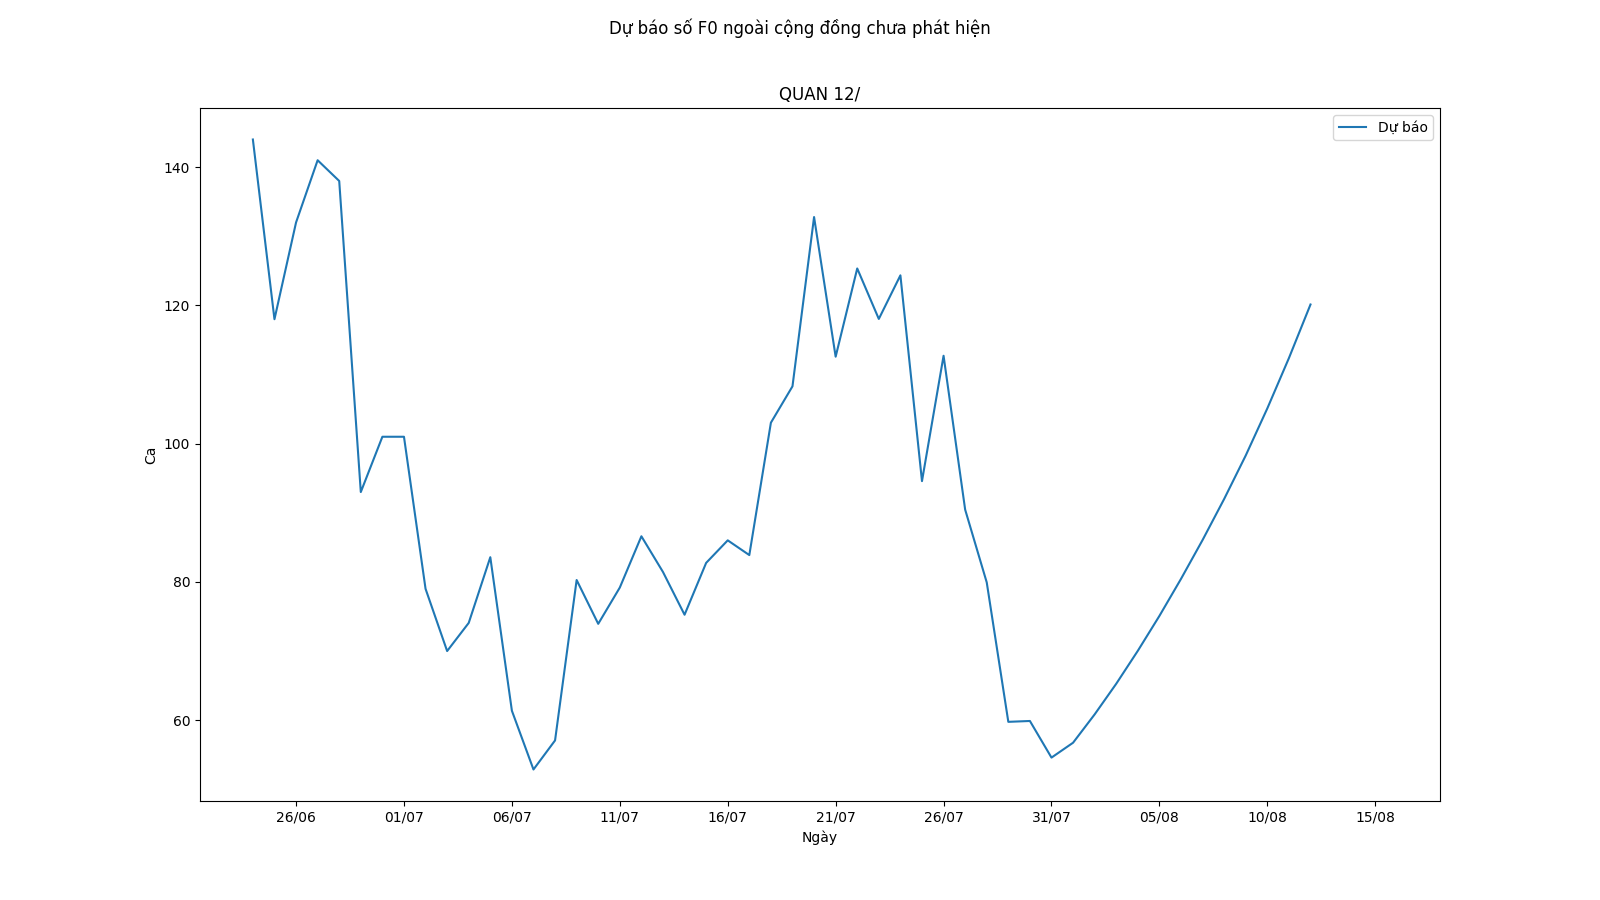 Dự báo số F0 ngoài cộng đồng chưa phát hiện
QUAN 12/
Dự báo
140
120
100
80
60
Ca
26/06 01/07 06/07 11/07 16/07 21/07 26/07 31/07 05/08 10/08 15/08
Ngày